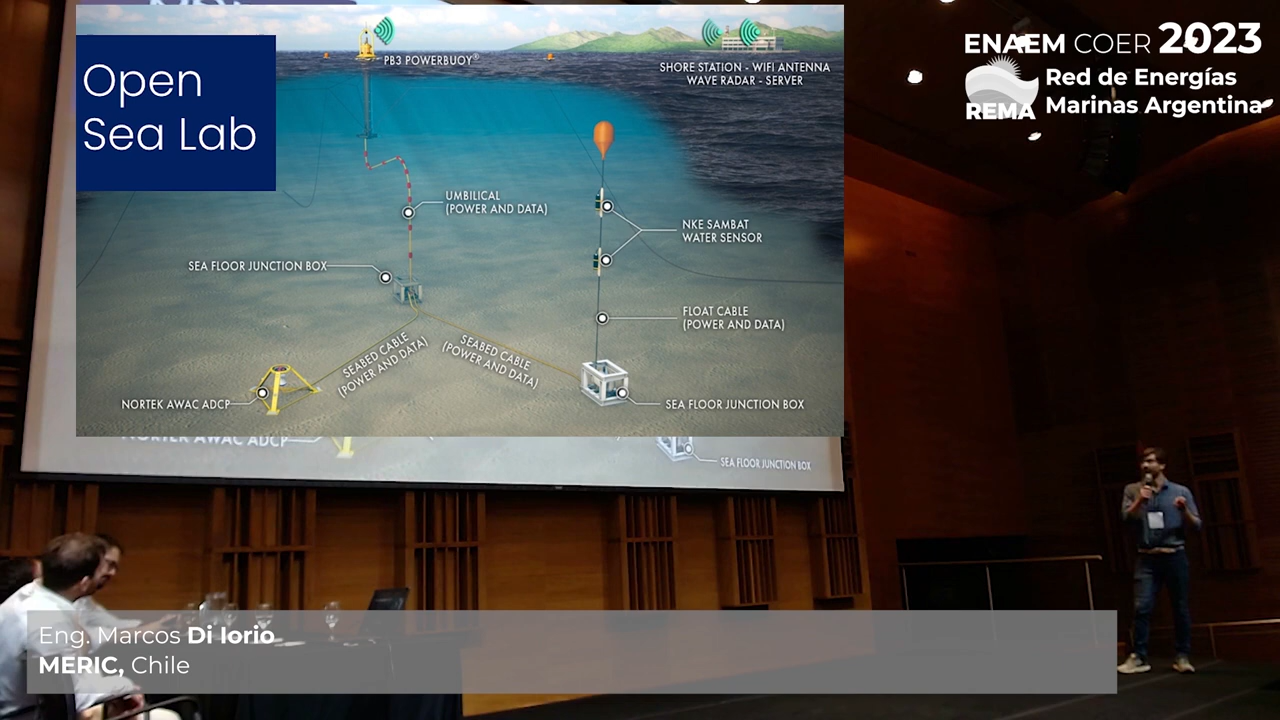 ENAEM COER 2023
Red de Energías
Marinas Argentina
REMA
Open
Sea Lab
PB3 POWERBUOY®
SHORE STATION - WIFI ANTENNA
WAVE RADAR - SERVER
UMBILICAL
(POWER AND DATA)
NKE SAMBAT
WATER SENSOR
SEA FLOOR JUNCTION BOX
FLOAT CABLE
(POWER AND DATA)
SEABED CABLE
(POWER AND DATA)
SEABED CABLE
(POWER AND DATA)
NORTEK AWAC ADCP
SEA FLOOR JUNCTION BOX
NORTEK AWAC ADCP
SEA FLOOR JUNCTION BOX
Eng. Marcos Di Iorio
MERIC, Chile